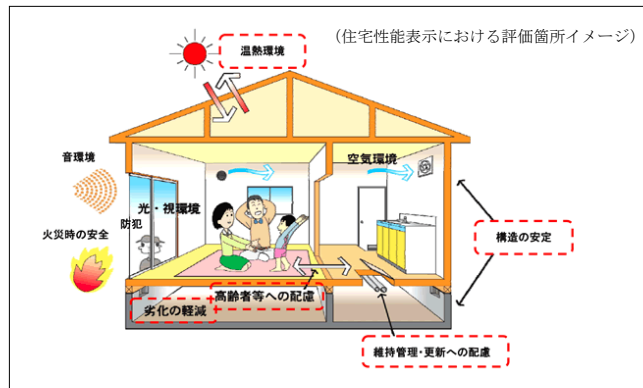 (住宅性能表示における評価箇所イメージ)
温熱環境
音環境
空気環境
光・視環境
防犯
火災時の安全
構造の安定
高齢者等への配慮
劣化の軽減
維持管理・更新への配慮